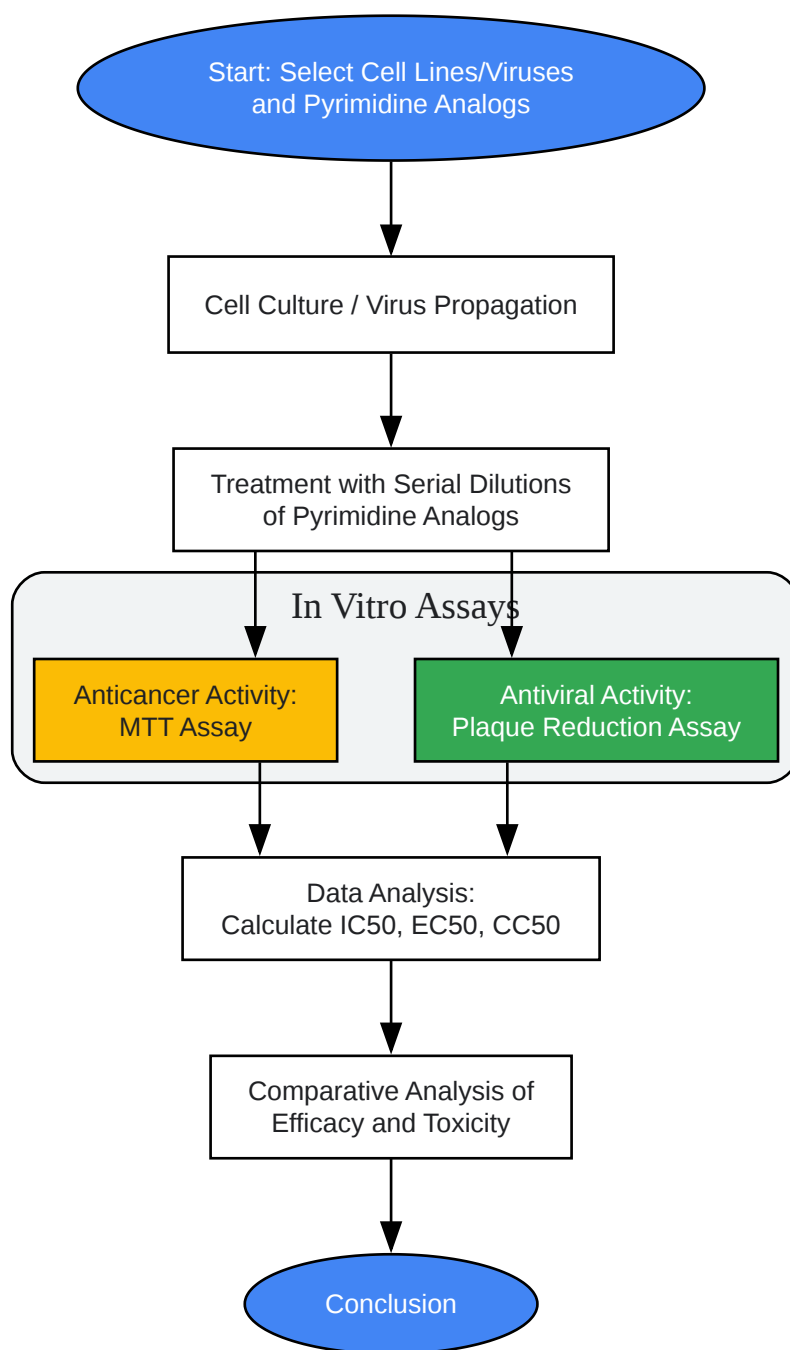 Start: Select Cell Lines/Viruses
and Pyrimidine Analogs
Cell Culture / Virus Propagation
Treatment with Serial Dilutions
of Pyrimidine Analogs
In Vitro Assays
Anticancer Activity:
MTT Assay
Antiviral Activity:
Plaque Reduction Assay
Data Analysis:
Calculate IC50, EC50, CC50
Comparative Analysis of
Efficacy and Toxicity
Conclusion